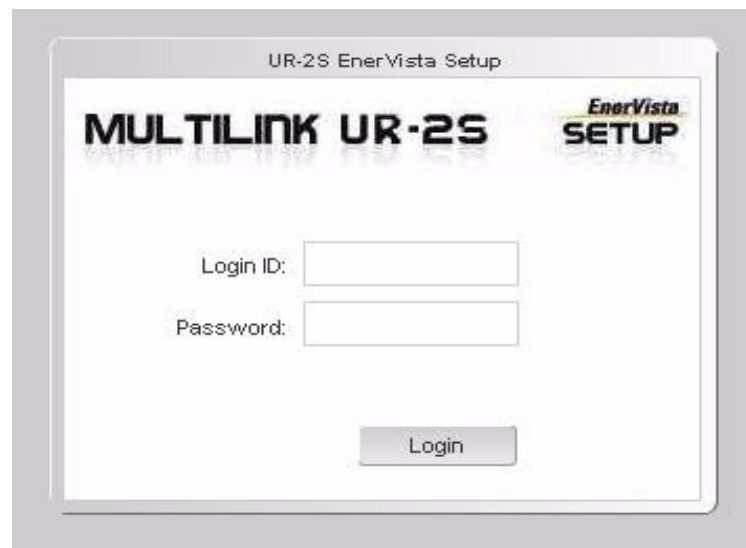 UR-2S EnerVista Setup
MULTILINK UR-2S
EnerVista
SETUP
Login ID:
Password:
Login